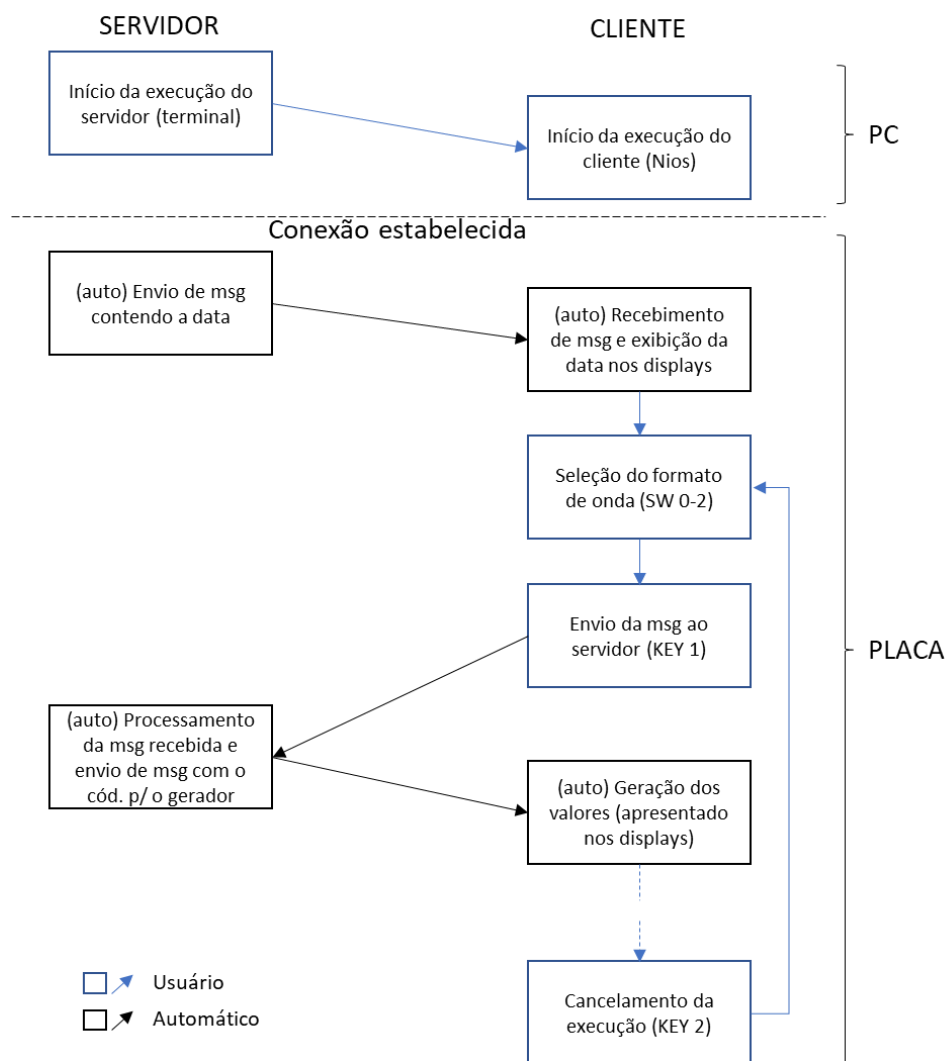 SERVIDOR
CLIENTE
Início da execução do
servidor (terminal)
Início da execução do
cliente (Nios)
PC
Conexão estabelecida
(auto) Envio de msg
contendo a data
(auto) Recebimento
de msg e exibição da
data nos displays
Seleção do formato
de onda (SW 0-2)
Envio da msg ao
servidor (KEY 1)
PLACA
(auto) Processamento
da msg recebida e
envio de msg com o
cód. p/ o gerador
(auto) Geração dos
valores (apresentado
nos displays)
Cancelamento da
execução (KEY 2)
Usuário
Automático